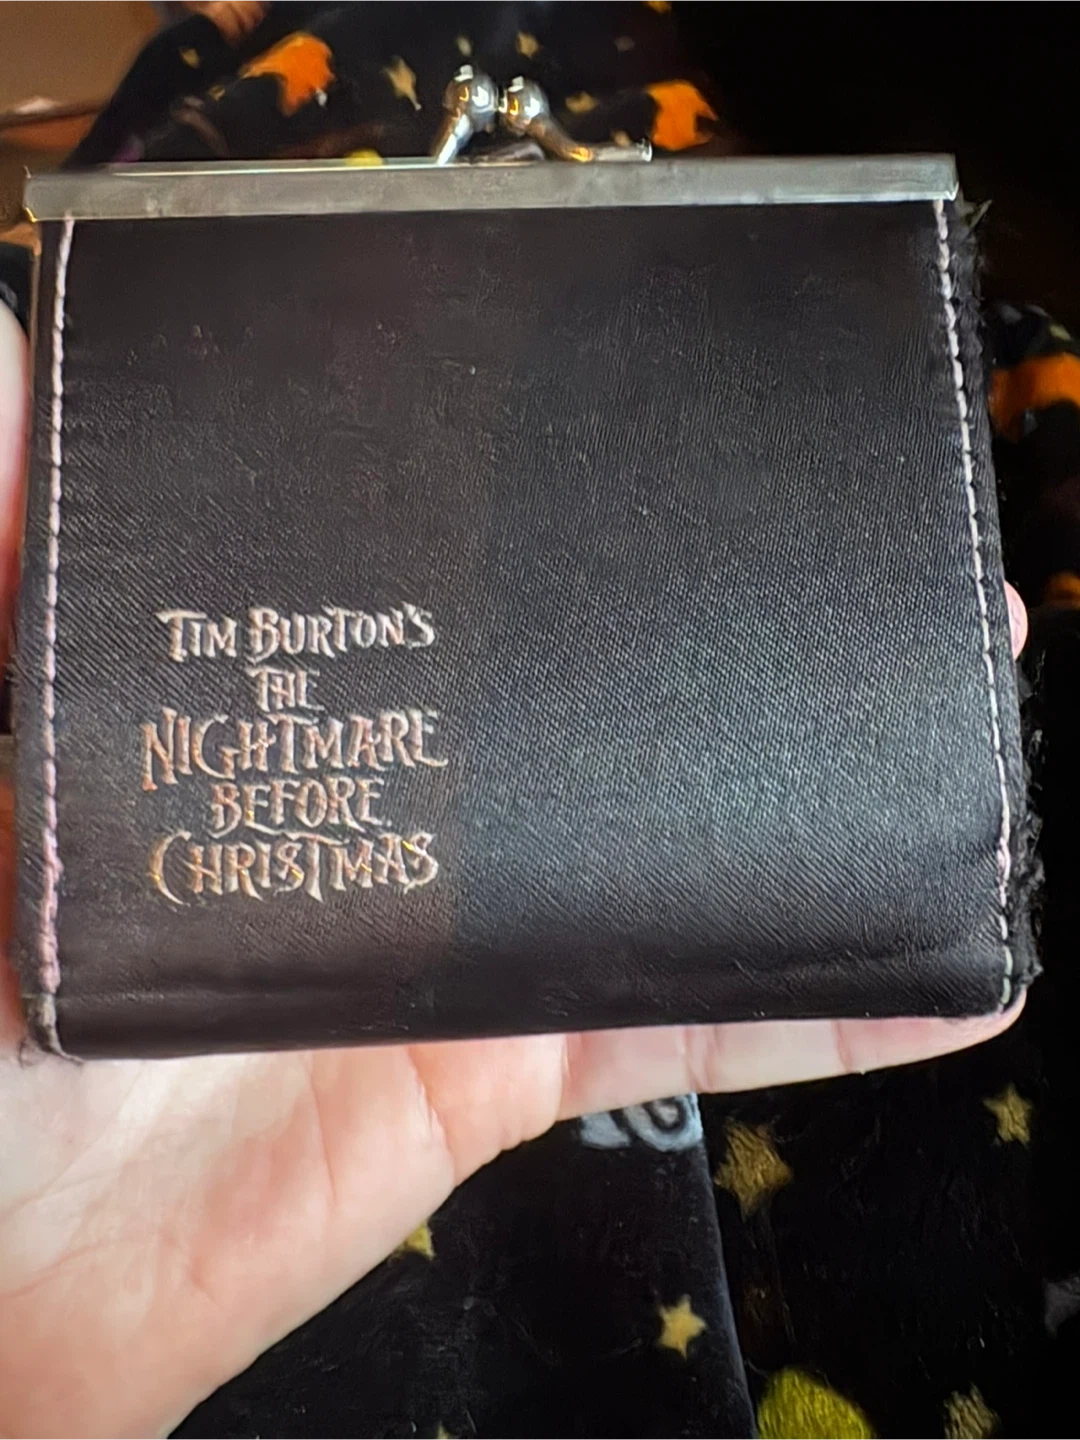 TIM BURTON'S
THE
NIGHTMARE
BEFORE
CHRISTMAS